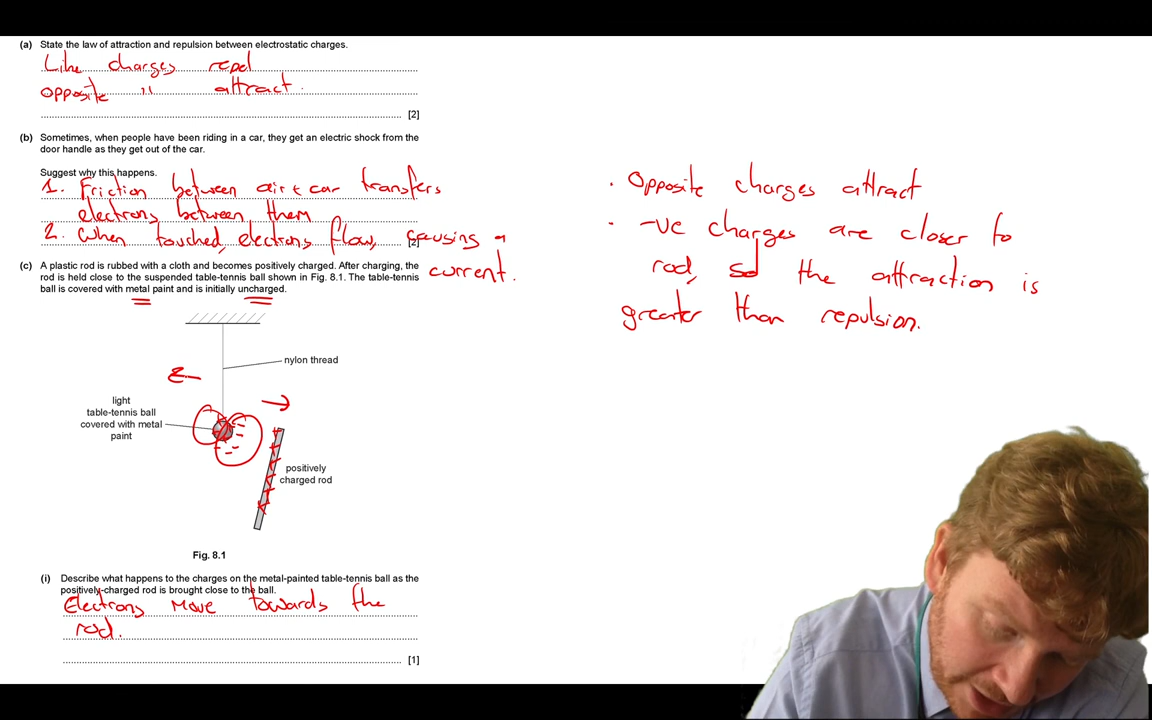 (a) State the law of attraction and repulsion between electrostatic charges.
Like charges repel
opposite " attract.
[2]
(b) Sometimes, when people have been riding in a car, they get an electric shock from the
door handle as they get out of the car.
Suggest why this happens.
1. Friction between air + car transfers
electrons between them
2. When touched, electrons flow, causing a
[2]
current.
(c) A plastic rod is rubbed with a cloth and becomes positively charged. After charging, the
rod is held close to the suspended table-tennis ball shown in Fig. 8.1. The table-tennis
ball is covered with metal paint and is initially uncharged.
nylon thread
light
table-tennis ball
covered with metal
paint
positively
charged rod
Fig. 8.1
(i) Describe what happens to the charges on the metal-painted table-tennis ball as the
positively-charged rod is brought close to the ball.
Electrons move towards the
rod.
[1]
· Opposite charges attract
· -ve charges are closer to
rod, so the attraction is
greater than repulsion.